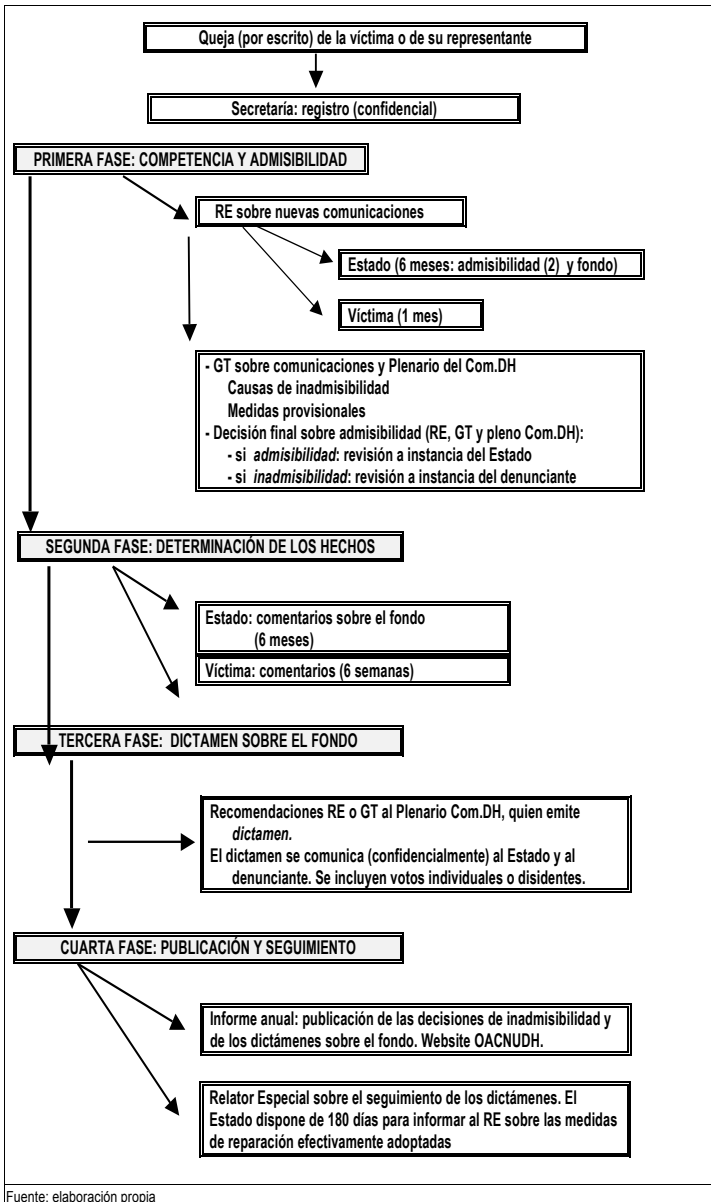 Queja (por escrito) de la víctima o de su representante
Secretaría: registro (confidencial)
PRIMERA FASE: COMPETENCIA Y ADMISIBILIDAD
RE sobre nuevas comunicaciones
Estado (6 meses: admisibilidad (2) y fondo)
Víctima (1 mes)
- GT sobre comunicaciones y Plenario del Com.DH
Causas de inadmisibilidad
Medidas provisionales
- Decisión final sobre admisibilidad (RE, GT y pleno Com.DH):
- si admisibilidad: revisión a instancia del Estado
- si inadmisibilidad: revisión a instancia del denunciante
SEGUNDA FASE: DETERMINACIÓN DE LOS HECHOS
Estado: comentarios sobre el fondo
(6 meses)
Víctima: comentarios (6 semanas)
TERCERA FASE: DICTAMEN SOBRE EL FONDO
Recomendaciones RE o GT al Plenario Com.DH, quien emite
dictamen.
El dictamen se comunica (confidencialmente) al Estado y al
denunciante. Se incluyen votos individuales o disidentes.
CUARTA FASE: PUBLICACIÓN Y SEGUIMIENTO
Informe anual: publicación de las decisiones de inadmisibilidad y
de los dictámenes sobre el fondo. Website OACNUDH.
Relator Especial sobre el seguimiento de los dictámenes. El
Estado dispone de 180 días para informar al RE sobre las medidas
de reparación efectivamente adoptadas
Fuente: elaboración propia